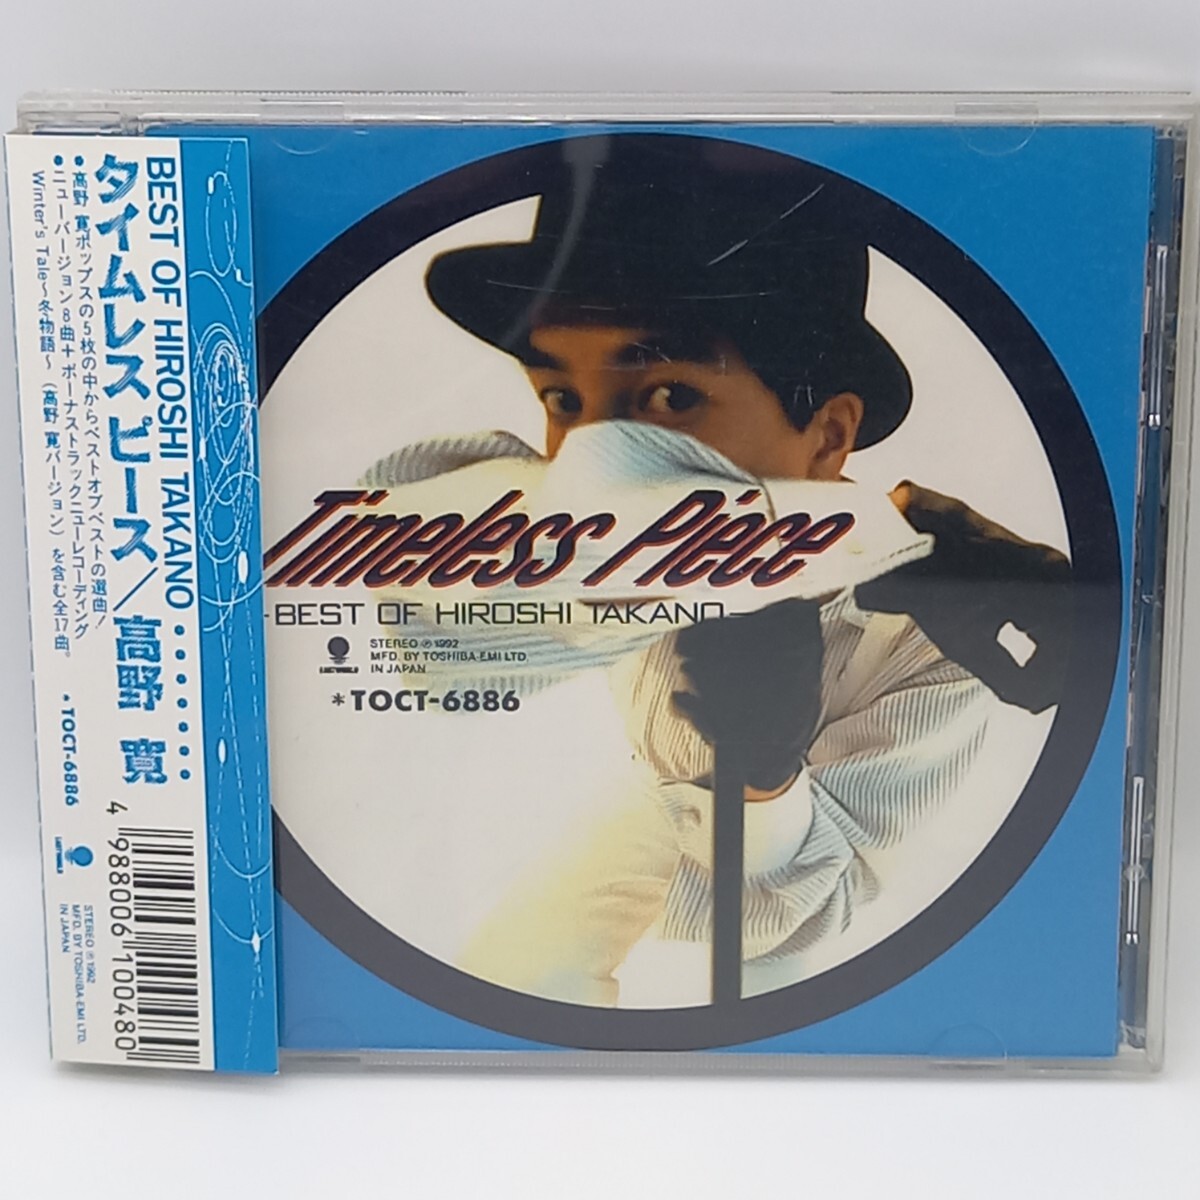 BEST OF HIROSHI TAKANO
タイムレス ピース/高野 寛
•高野 寛ポップスの5枚の中からベストオブベストの選曲!
•ニューバージョン8曲+ボーナストラックニューレコーディング
Winter's Tale~冬物語~(高野 寛バージョン)を含む全17曲。
*TOCT-6886
LASTWORLD
STEREO ℗1992
MFD. BY TOSHIBA-EMI LTD.
IN JAPAN
4 988006 100480
Timeless Piece
-BEST OF HIROSHI TAKANO-
LASTWORLD
STEREO ℗1992
MFD. BY TOSHIBA-EMI LTD.
IN JAPAN
*TOCT-6886